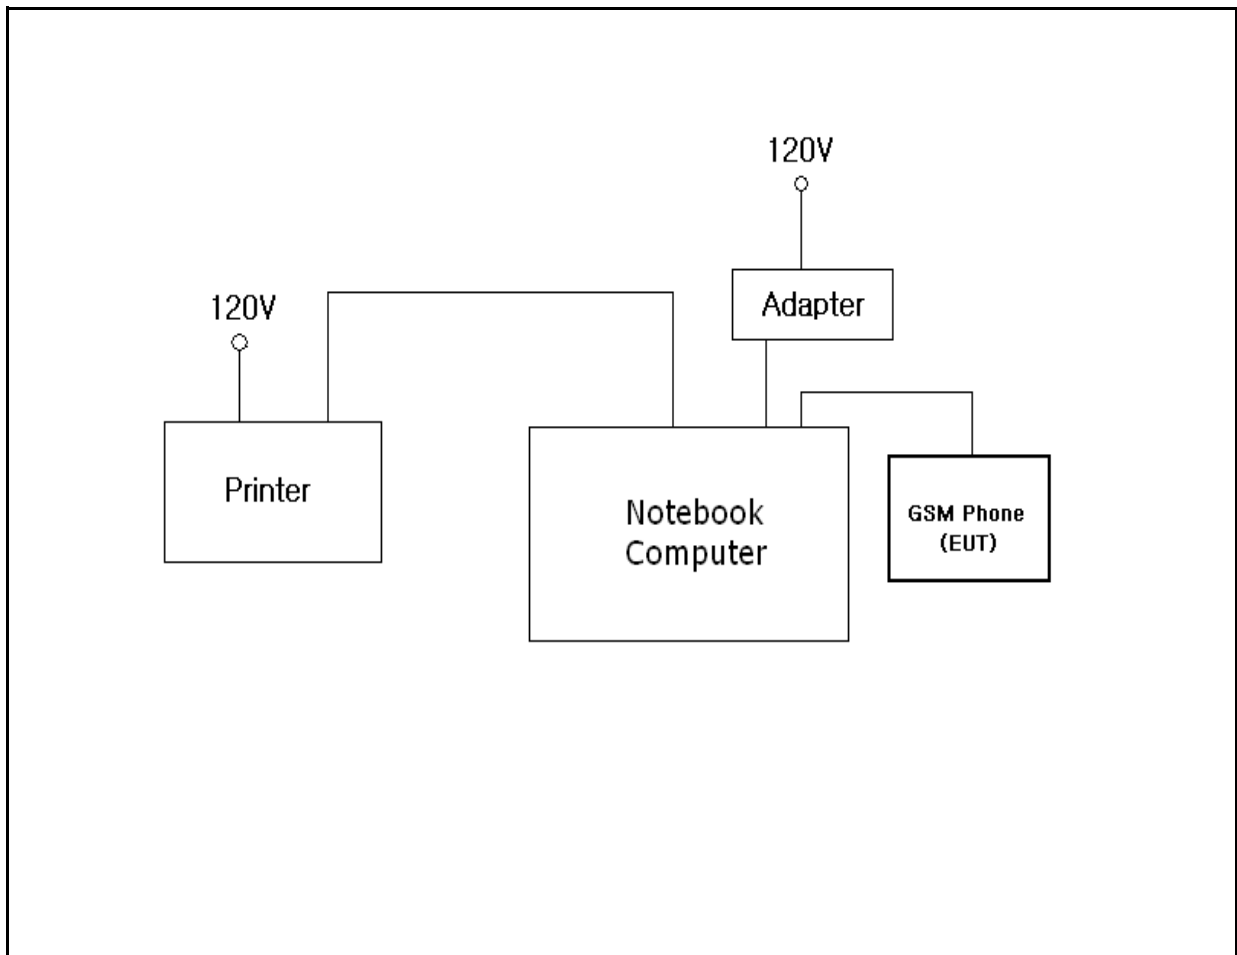 120V
Adapter
120V
Printer
Notebook
Computer
GSM Phone
(EUT)